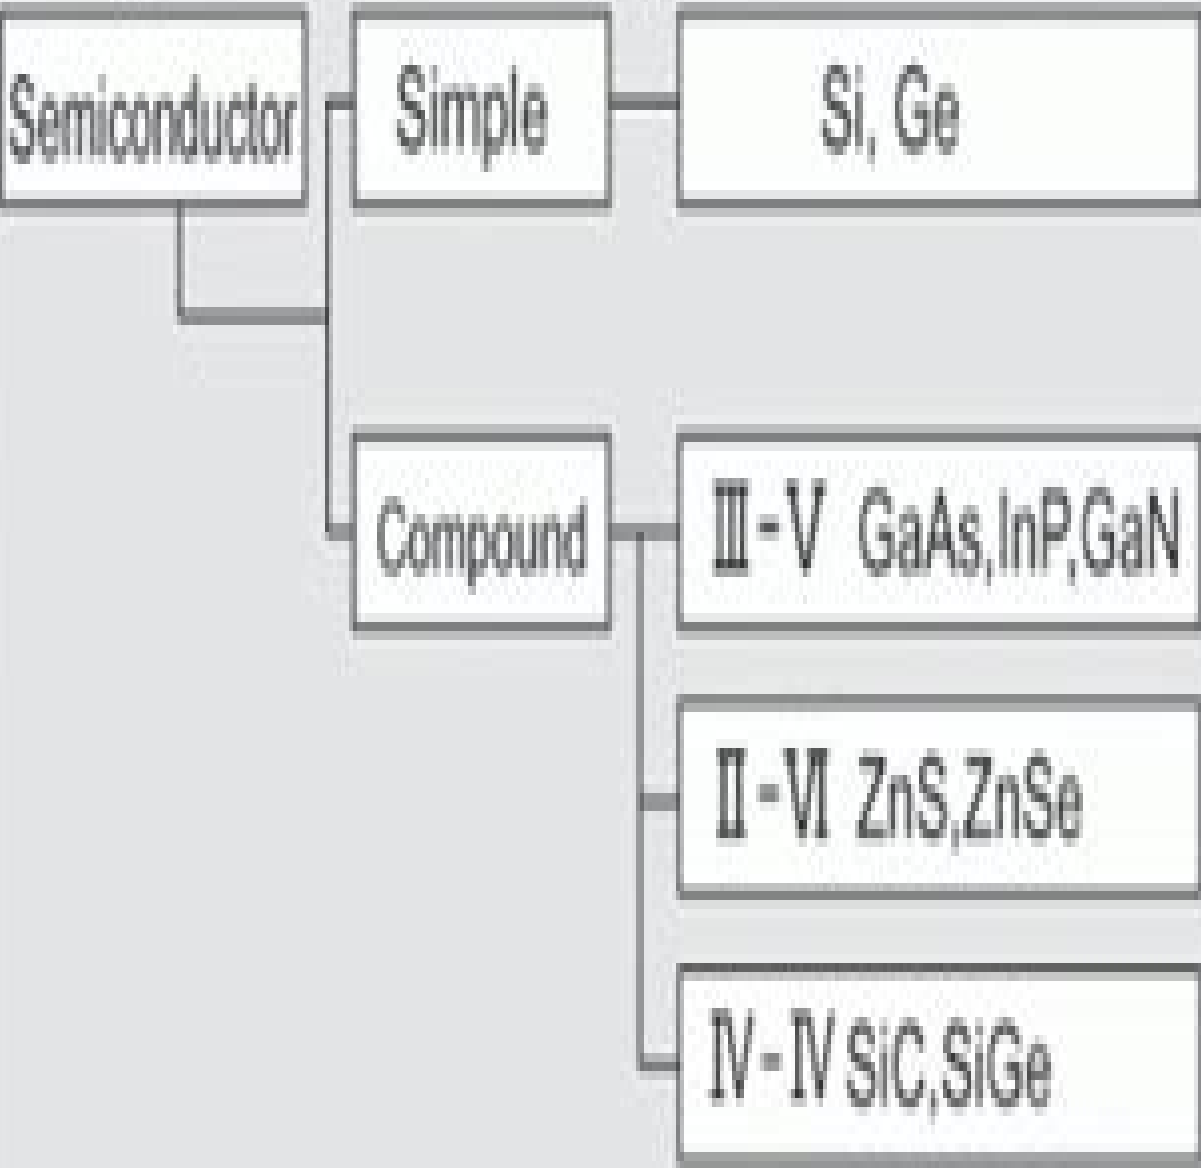 Semiconductor
Simple
Si, Ge
Compound
Ⅲ-Ⅴ GaAs,InP,GaN
Ⅱ-Ⅵ ZnS,ZnSe
Ⅳ-Ⅳ SiC,SiGe